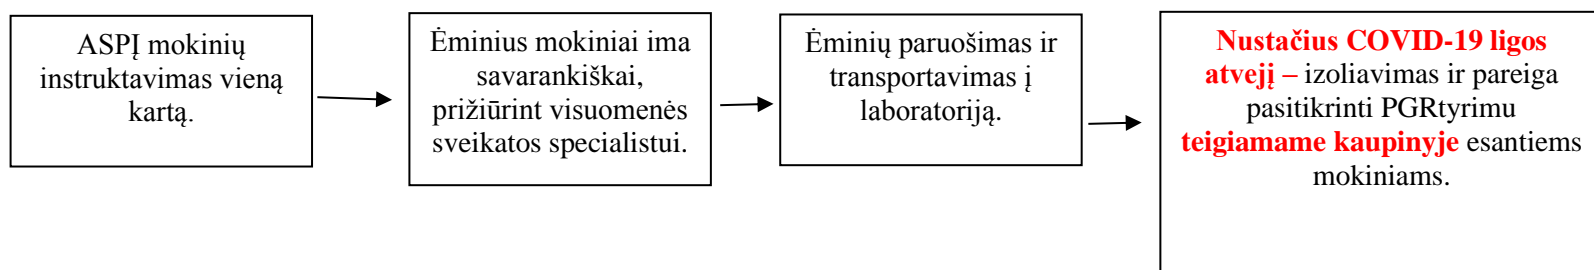 ASPĮ mokinių
instruktavimas vieną
kartą.
Ėminius mokiniai ima
savarankiškai,
prižiūrint visuomenės
sveikatos specialistui.
Ėminių paruošimas ir
transportavimas į
laboratoriją.
Nustačius COVID-19 ligos
atvejį – izoliavimas ir pareiga
pasitikrinti PGRtyrimu
teigiamame kaupinyje esantiems
mokiniams.